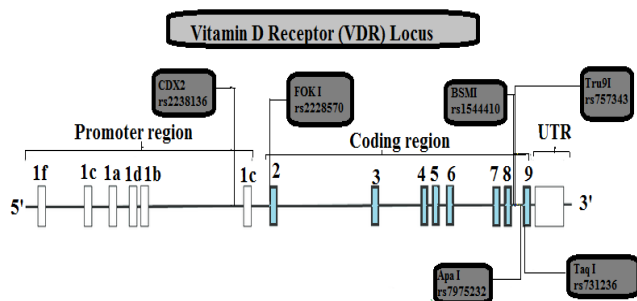 Vitamin D Receptor (VDR) Locus
CDX2
rs2238136
FOK I
rs2228570
BSMI
rs1544410
Tru9I
rs757343
Promoter region
Coding region
UTR
1f 1c 1a 1d 1b 1c 2 3 4 5 6 7 8 9
5' 3'
Apa I
rs7975232
Taq I
rs731236